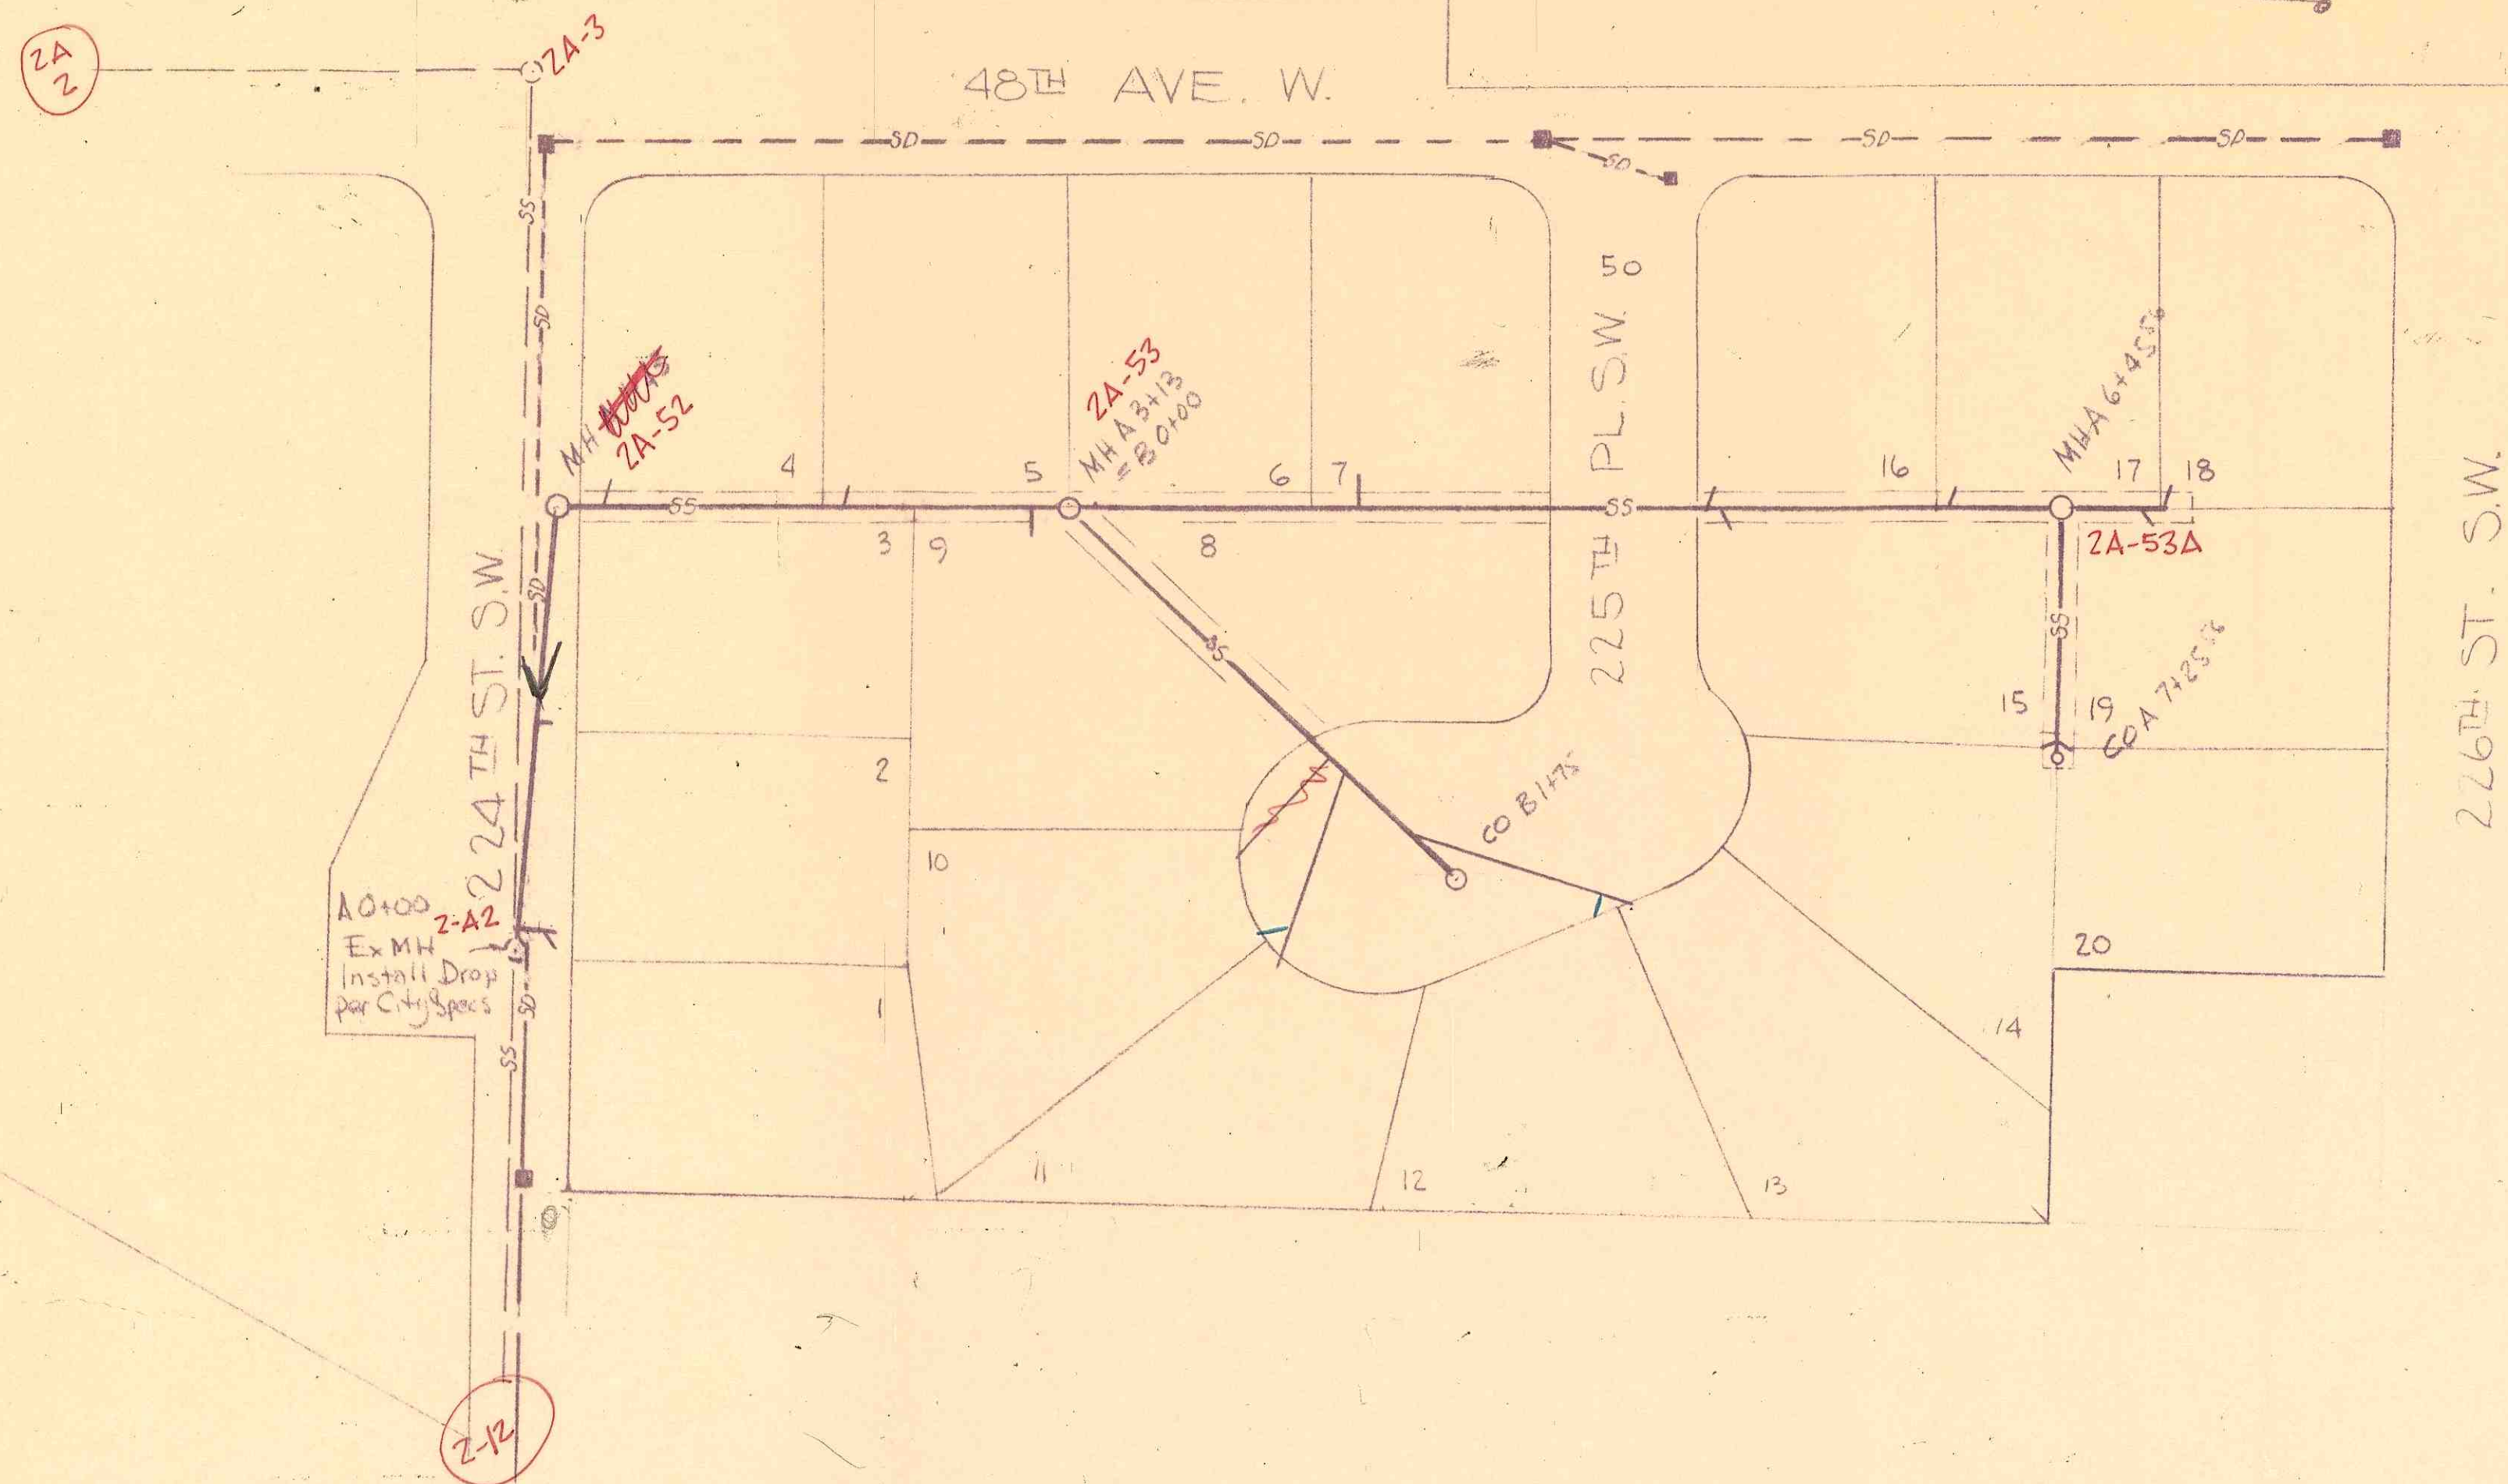 2A
2
2A-3
48TH AVE. W.
SD
SD
SD
SD
SD
SS
SD
50
MH
2A-52
2A-53
MH A 3+13
= B 0+00
MHA 6+45 56
4
5
6
7
16
17
18
SS
SS
3
9
8
2A-53A
SD
SS
SS
224TH ST. S.W.
225TH PL. S.W.
226TH ST. S.W.
15
19
CO A 7+25 56
2
CO B 1+75
10
A 0+00
2-A2
Ex MH
Install Drop
per City Specs
20
SD
1
14
SS
11
12
13
2-12